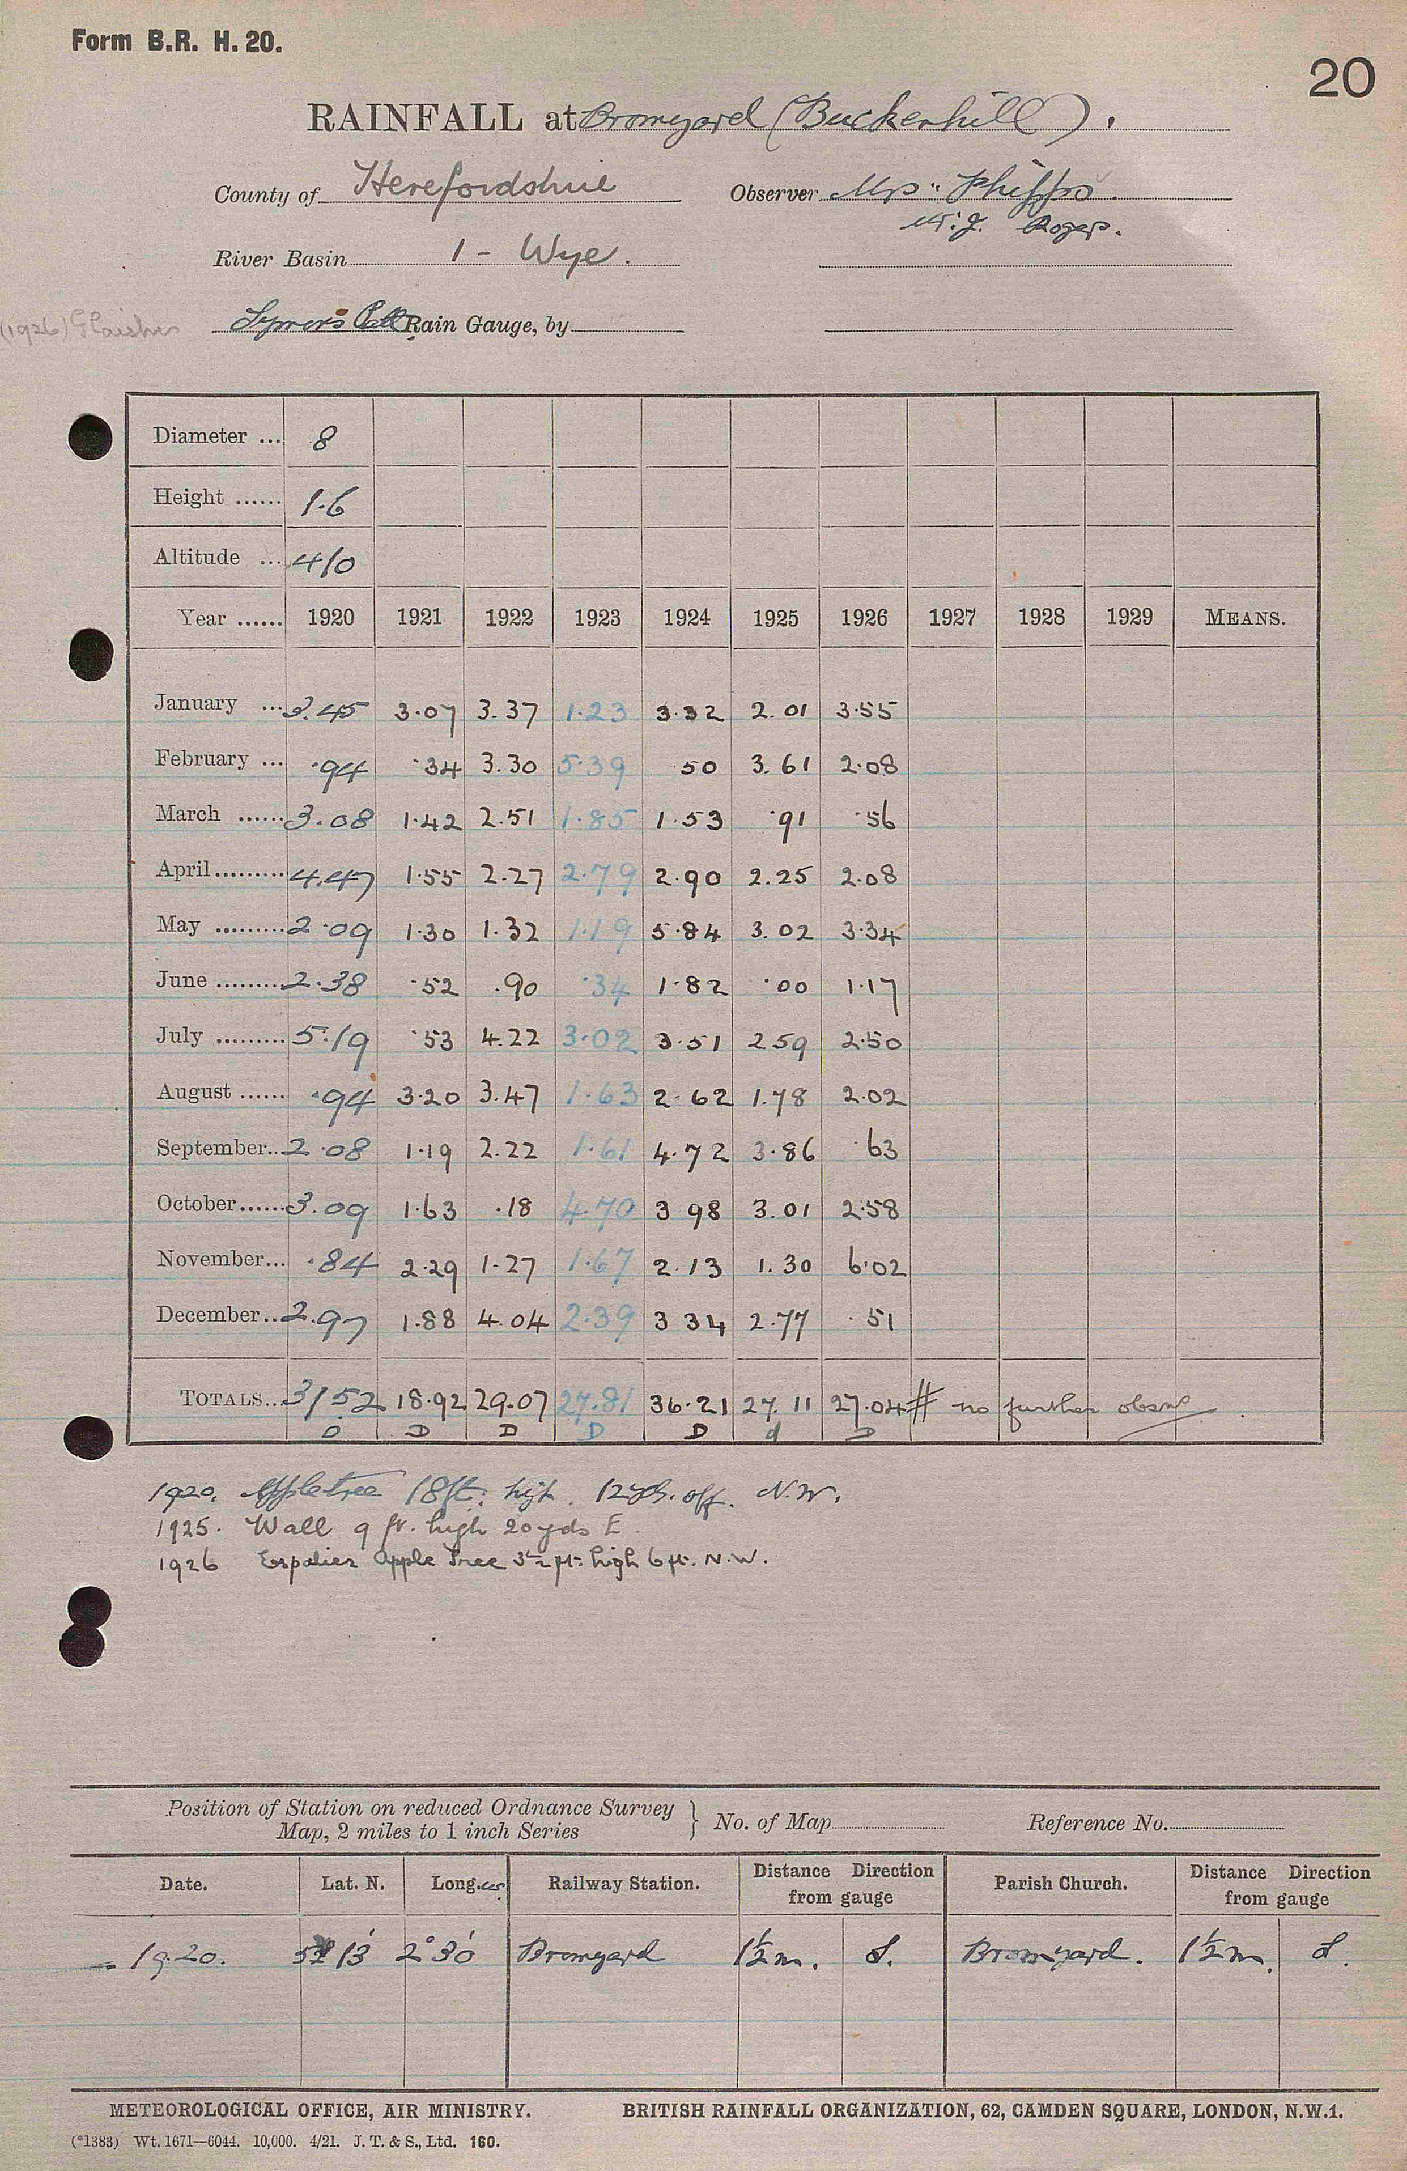 Form B.R. H. 20.
20
RAINFALL at Bromyard (Buckenhill).
County of Herefordshire Observer Mrs Phipps
W. J. Rogers.
River Basin 1 - Wye.
(1926) Glaisher Rain Gauge, by
Diameter ... 8
Height ...... 1.6
Altitude ... 410
Year ...... 1920 1921 1922 1923 1924 1925 1926 1927 1928 1929 MEANS.
January ... 3.45 3.07 3.37 1.23 3.32 2.01 3.55
February ... .94 .34 3.30 5.39 50 3.61 2.08
March ...... 3.08 1.42 2.51 1.85 1.53 .91 .56
April ......... 4.47 1.55 2.27 2.79 2.90 2.25 2.08
May ......... 2.09 1.30 1.32 1.19 5.84 3.02 3.34
June ......... 2.38 .52 .90 .34 1.82 .00 1.17
July ......... 5.19 .53 4.22 3.02 3.51 2 59 2.50
August ...... .94 3.20 3.47 1.63 2.62 1.78 2.02
September.. 2.08 1.19 2.22 1.61 4.72 3.86 .63
October...... 3.09 1.63 .18 4.70 3 98 3.01 2.58
November... .84 2.29 1.27 1.67 2.13 1.30 6.02
December.. 2.97 1.88 4.04 2.39 3 34 2.77 .51
TOTALS.. 31 52 18.92 29.07 27.81 36.21 27.11 27.04 # no further obsns
D D D D D d D
1920. Appletree 18ft. high. 12yds. off. N.W.
1925. Wall 9 ft. high 20 yds E.
1926 Espalier Apple Tree 3½ ft. high 6 ft. N.W.
Position of Station on reduced Ordnance Survey Map, 2 miles to 1 inch Series } No. of Map Reference No.
Date. Lat. N. Long. W. Railway Station. Distance Direction from gauge Parish Church. Distance Direction from gauge
1920. 52 13' 2° 30' Bromyard 1½ m. S. Bromyard. 1½ m. S.
METEOROLOGICAL OFFICE, AIR MINISTRY. BRITISH RAINFALL ORGANIZATION, 62, CAMDEN SQUARE, LONDON, N.W.1.
(*1383) Wt. 1671—6044. 10,000. 4/21. J. T. & S., Ltd. 160.